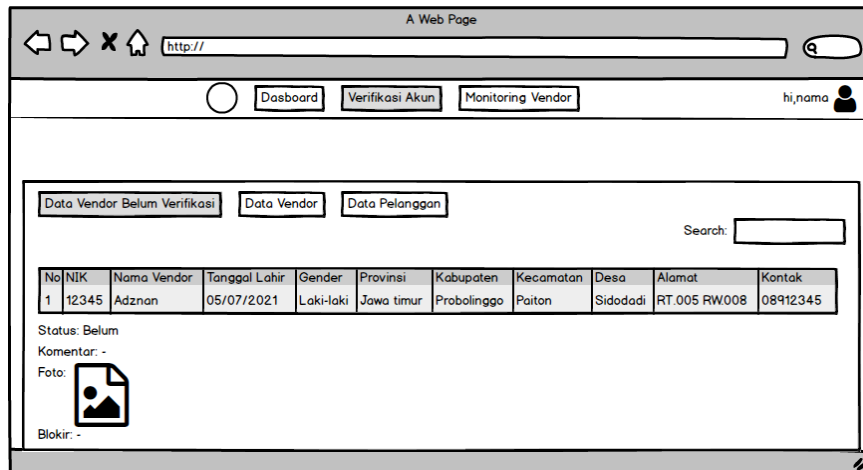 A Web Page
http://
Dasboard Verifikasi Akun Monitoring Vendor hi,nama
Data Vendor Belum Verifikasi Data Vendor Data Pelanggan
Search:
No NIK Nama Vendor Tanggal Lahir Gender Provinsi Kabupaten Kecamatan Desa Alamat Kontak
1 12345 Adznan 05/07/2021 Laki-laki Jawa timur Probolinggo Paiton Sidodadi RT.005 RW.008 08912345
Status: Belum
Komentar: -
Foto:
Blokir: -